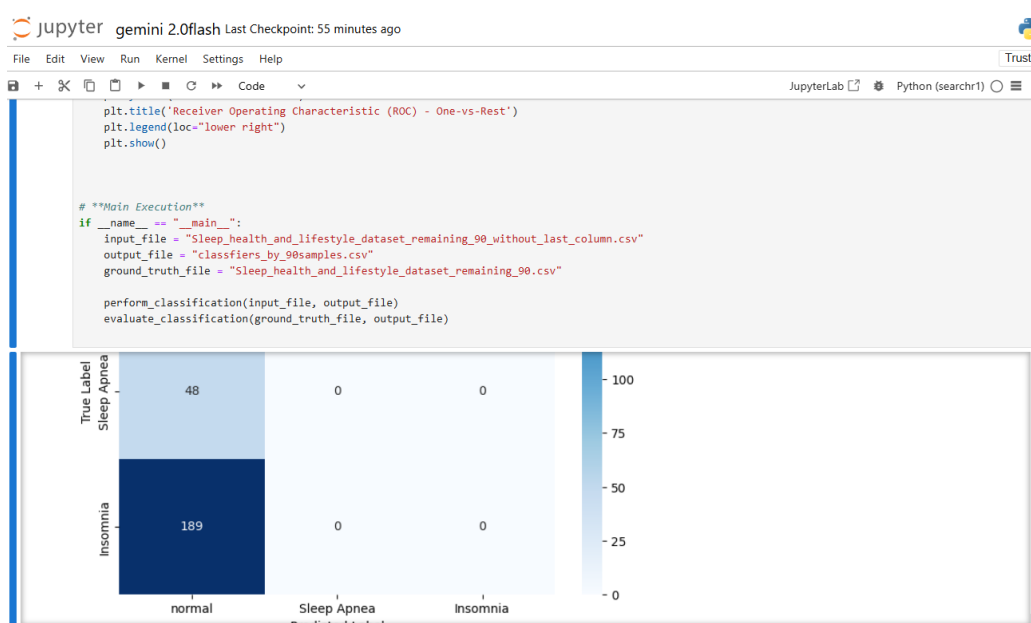 jupyter gemini 2.0flash Last Checkpoint: 55 minutes ago
File Edit View Run Kernel Settings Help
Trust
Code
JupyterLab Python (searchr1)
plt.title('Receiver Operating Characteristic (ROC) - One-vs-Rest')
plt.legend(loc="lower right")
plt.show()
# **Main Execution**
if __name__ == "__main__":
input_file = "Sleep_health_and_lifestyle_dataset_remaining_90_without_last_column.csv"
output_file = "classfiers_by_90samples.csv"
ground_truth_file = "Sleep_health_and_lifestyle_dataset_remaining_90.csv"
perform_classification(input_file, output_file)
evaluate_classification(ground_truth_file, output_file)
True Label
Sleep Apnea
48 0 0
100
75
50
Insomnia
189 0 0
25
0
normal Sleep Apnea Insomnia